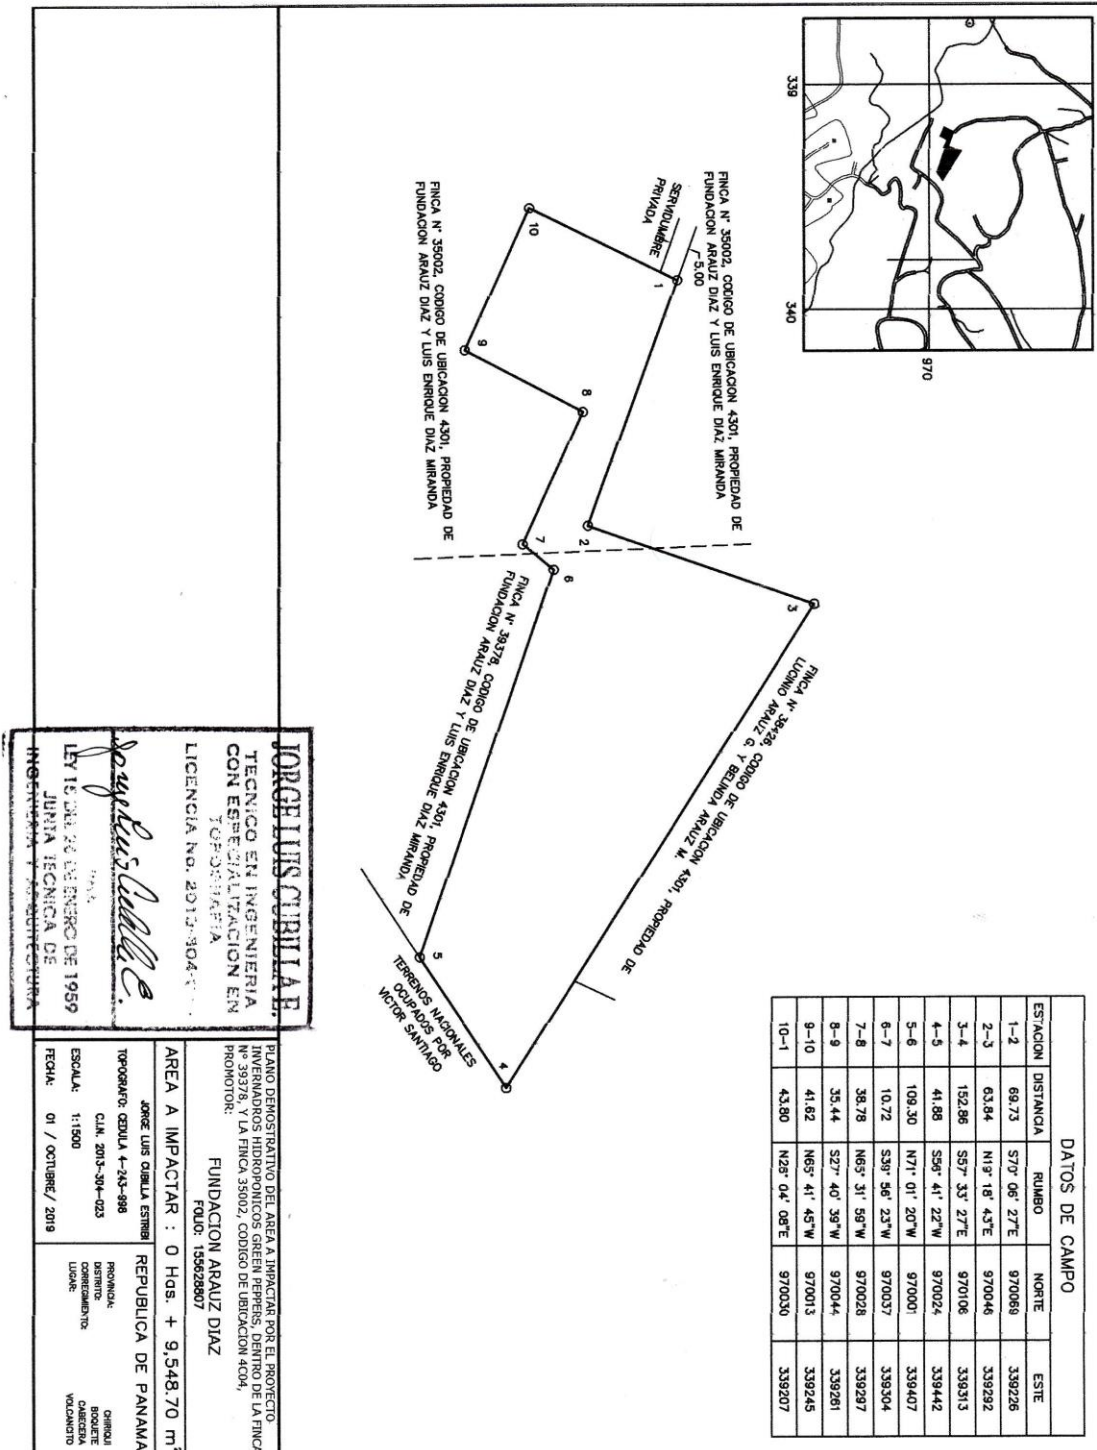 339
340
970
FINCA N° 35002, CODIGO DE UBICACION 4301, PROPIEDAD DE
FUNDACION ARAUZ DIAZ Y LUIS ENRIQUE DIAZ MIRANDA
5.00
SERVIDUMBRE
PRIVADA
1
2
3
4
5
6
7
8
9
10
FINCA N° 38426, CODIGO DE UBICACION 4301, PROPIEDAD DE
LUCINIO ARAUZ G. Y BELINDA ARAUZ M.
FINCA N° 35002, CODIGO DE UBICACION 4301, PROPIEDAD DE
FUNDACION ARAUZ DIAZ Y LUIS ENRIQUE DIAZ MIRANDA
FINCA N° 39378, CODIGO DE UBICACION 4301, PROPIEDAD DE
FUNDACION ARAUZ DIAZ Y LUIS ENRIQUE DIAZ MIRANDA
TERRENOS NACIONALES
OCUPADOS POR
VICTOR SANTIAGO
DATOS DE CAMPO
ESTACION DISTANCIA RUMBO NORTE ESTE
1-2 69.73 S70° 06' 27"E 970069 339226
2-3 63.84 N19° 18' 43"E 970046 339292
3-4 152.86 S57° 33' 27"E 970106 339313
4-5 41.88 S56° 41' 22"W 970024 339442
5-6 109.30 N71° 01' 20"W 970001 339407
6-7 10.72 S39° 56' 23"W 970037 339304
7-8 38.78 N65° 31' 59"W 970028 339297
8-9 35.44 S27° 40' 39"W 970044 339261
9-10 41.62 N65° 41' 45"W 970013 339245
10-1 43.80 N26° 04' 08"E 970030 339207
JORGE LUIS CUBILLA E.
TECNICO EN INGENIERIA
CON ESPECIALIZACION EN
TOPOGRAFIA
LICENCIA No. 2013-304-
Jorge Luis Cubilla E.
LEY 15 DEL 26 DE ENERO DE 1959
JUNTA TECNICA DE
INGENIERIA Y ARQUITECTURA
PLANO DEMOSTRATIVO DEL AREA A IMPACTAR POR EL PROYECTO
INVERNADROS HIDROPONICOS GREEN PEPPERS, DENTRO DE LA FINCA
N° 39378, Y LA FINCA 35002, CODIGO DE UBICACION 4C04,
PROMOTOR:
FUNDACION ARAUZ DIAZ
FOLIO: 155628807
AREA A IMPACTAR : 0 Has. + 9,548.70 m²
JORGE LUIS CUBILLA ESTRIBI
TOPOGRAFO: CEDULA 4-243-998
C.I.N. 2013-304-023
ESCALA: 1:1500
FECHA: 01 / OCTUBRE/ 2019
REPUBLICA DE PANAMA
PROVINCIA: CHIRIQUI
DISTRITO: BOQUETE
CORREGIMIENTO: CABECERA
LUGAR: VOLCANCITO